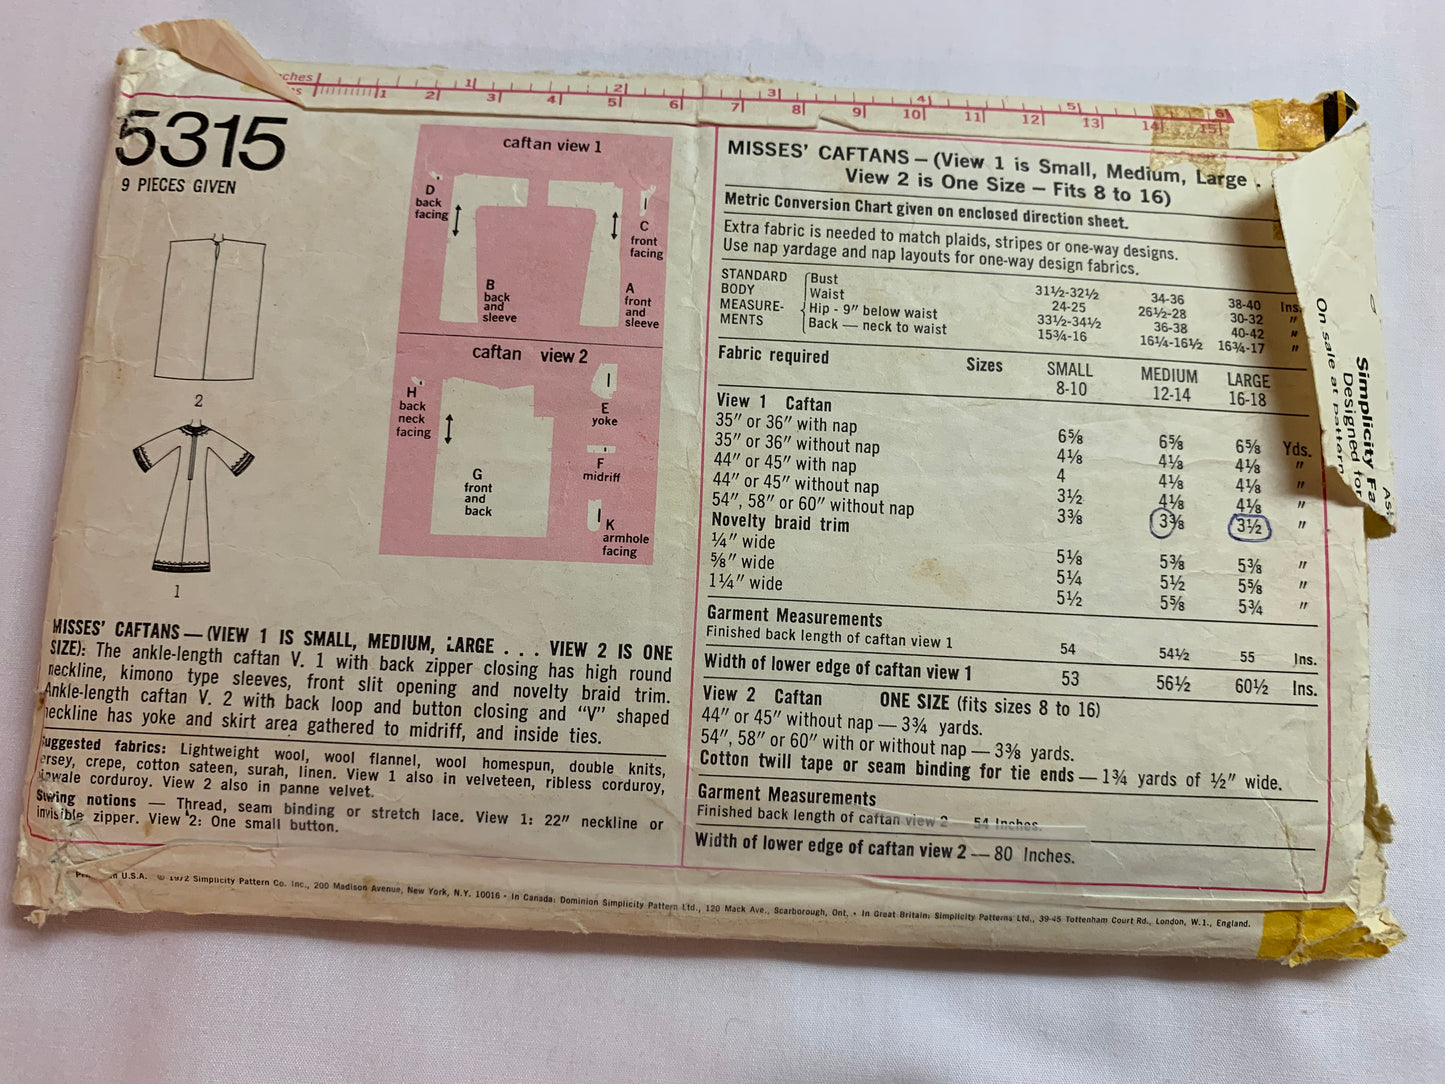 ches
1 2 3 4 5 6
1 2 3 4 5 6 7 8 9 10 11 12 13 14 15
5315
9 PIECES GIVEN
2
1
caftan view 1
D
back
facing
C
front
facing
B
back
and
sleeve
A
front
and
sleeve
caftan view 2
H
back
neck
facing
E
yoke
F
midriff
G
front
and
back
K
armhole
facing
MISSES' CAFTANS — (VIEW 1 IS SMALL, MEDIUM, LARGE . . . VIEW 2 IS ONE
SIZE): The ankle-length caftan V. 1 with back zipper closing has high round
neckline, kimono type sleeves, front slit opening and novelty braid trim.
Ankle-length caftan V. 2 with back loop and button closing and "V" shaped
neckline has yoke and skirt area gathered to midriff, and inside ties.
Suggested fabrics: Lightweight wool, wool flannel, wool homespun, double knits,
ersey, crepe, cotton sateen, surah, linen. View 1 also in velveteen, ribless corduroy,
pinwale corduroy. View 2 also in panne velvet.
Sewing notions — Thread, seam binding or stretch lace. View 1: 22" neckline or
invisible zipper. View 2: One small button.
MISSES' CAFTANS — (View 1 is Small, Medium, Large . .
View 2 is One Size — Fits 8 to 16)
Metric Conversion Chart given on enclosed direction sheet.
Extra fabric is needed to match plaids, stripes or one-way designs.
Use nap yardage and nap layouts for one-way design fabrics.
STANDARD BODY MEASURE-MENTS
Bust 31½-32½ 34-36 38-40 Ins.
Waist 24-25 26½-28 30-32 "
Hip - 9" below waist 33½-34½ 36-38 40-42 "
Back — neck to waist 15¾-16 16¼-16½ 16¾-17 "
Fabric required Sizes SMALL MEDIUM LARGE
8-10 12-14 16-18
View 1 Caftan
35" or 36" with nap 6⅝ 6⅝ 6⅝ Yds.
35" or 36" without nap 4⅛ 4⅛ 4⅛ "
44" or 45" with nap 4 4⅛ 4⅛ "
44" or 45" without nap 3½ 4⅛ 4⅛ "
54", 58" or 60" without nap 3⅜ 3⅜ 3½ "
Novelty braid trim
¼" wide 5⅛ 5⅜ 5⅜ "
⅝" wide 5¼ 5½ 5⅝ "
1¼" wide 5½ 5⅝ 5¾ "
Garment Measurements
Finished back length of caftan view 1 54 54½ 55 Ins.
Width of lower edge of caftan view 1 53 56½ 60½ Ins.
View 2 Caftan ONE SIZE (fits sizes 8 to 16)
44" or 45" without nap — 3¾ yards.
54", 58" or 60" with or without nap — 3⅜ yards.
Cotton twill tape or seam binding for tie ends — 1¾ yards of ½" wide.
Garment Measurements
Finished back length of caftan view 2 — 54 Inches.
Width of lower edge of caftan view 2 — 80 Inches.
Simplicity Fa
Designed for
On sale at pattern
in U.S.A. © 1972 Simplicity Pattern Co. Inc., 200 Madison Avenue, New York, N.Y. 10016 • In Canada: Dominion Simplicity Pattern Ltd., 120 Mack Ave., Scarborough, Ont. • In Great Britain: Simplicity Patterns Ltd., 39-45 Tottenham Court Rd., London, W.1., England.